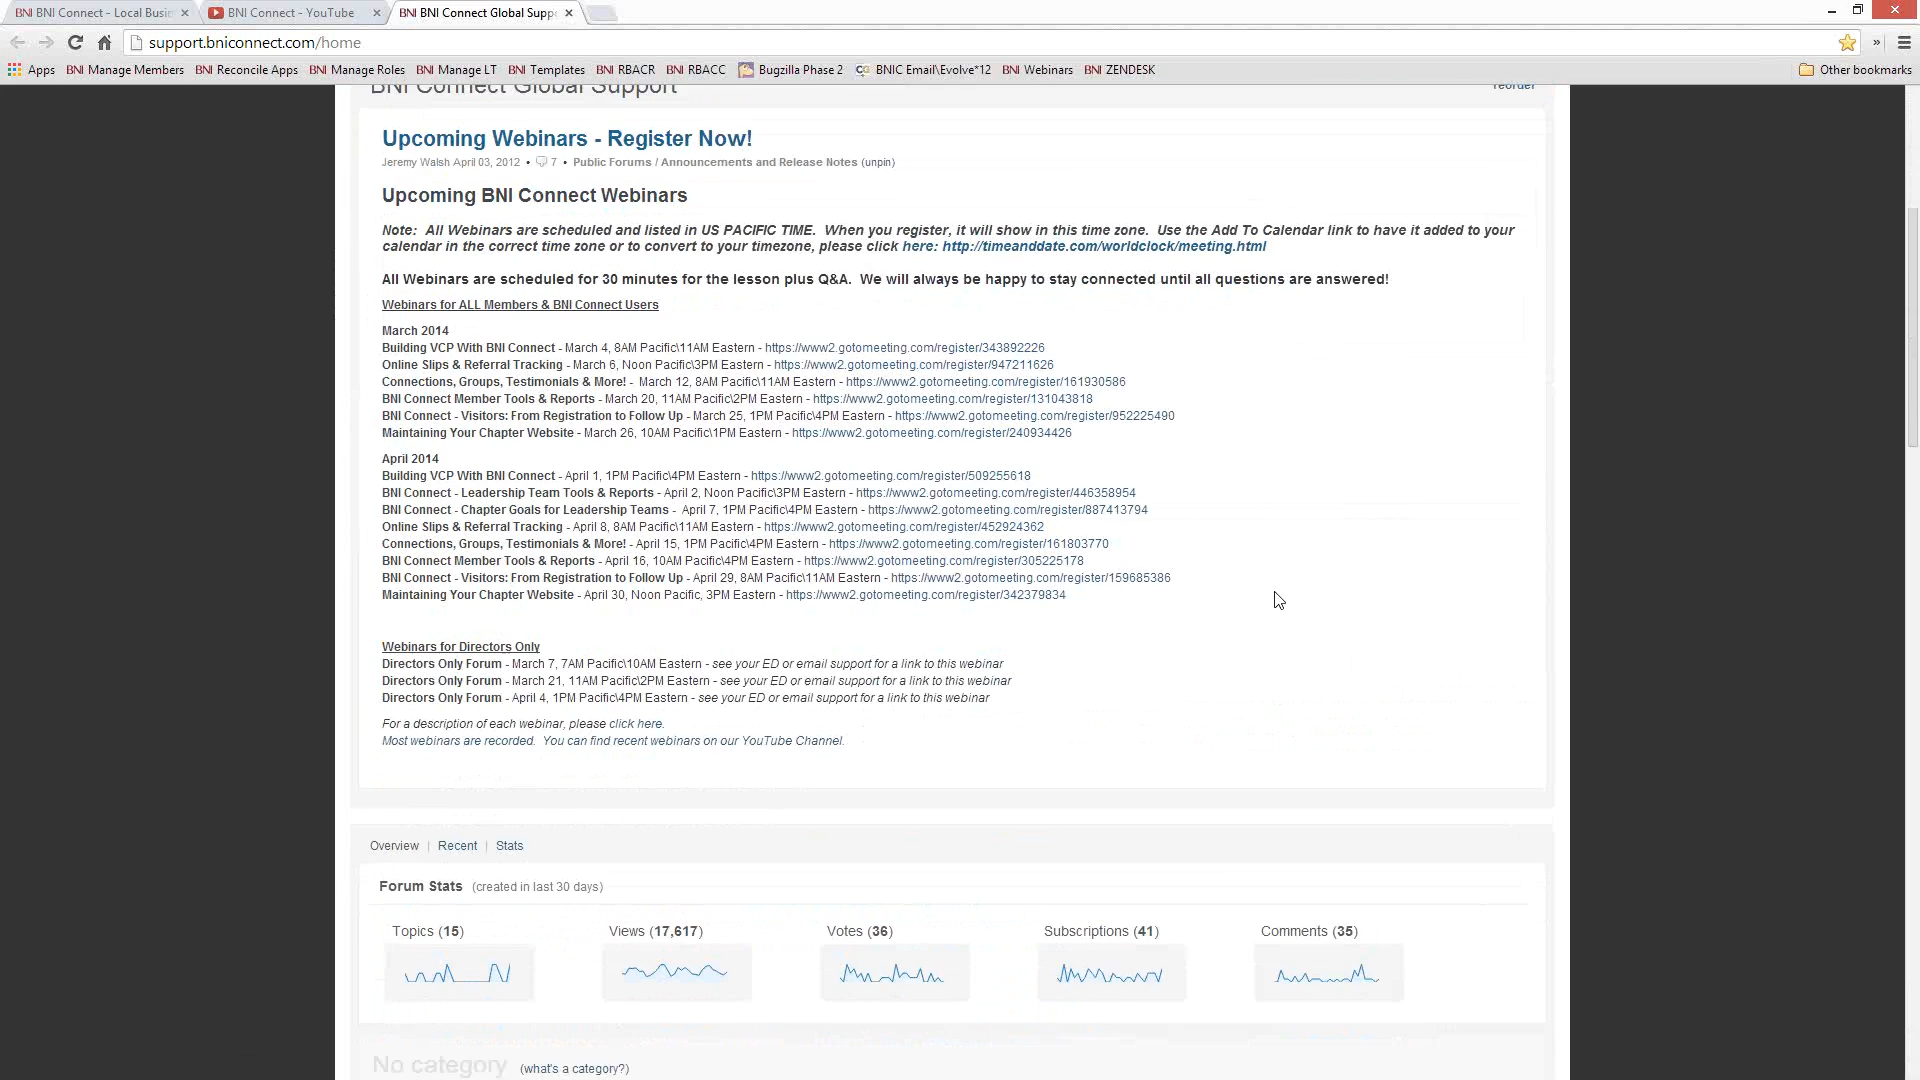 BNI BNI Connect - Local Busin
BNI Connect - YouTube
BNI BNI Connect Global Suppo
support.bniconnect.com/home
Apps BNI Manage Members BNI Reconcile Apps BNI Manage Roles BNI Manage LT BNI Templates BNI RBACR BNI RBACC Bugzilla Phase 2 BNIC Email\Evolve*12 BNI Webinars BNI ZENDESK Other bookmarks
BNI Connect Global Support reorder
Upcoming Webinars - Register Now!
Jeremy Walsh April 03, 2012 • 7 • Public Forums / Announcements and Release Notes (unpin)
Upcoming BNI Connect Webinars
Note: All Webinars are scheduled and listed in US PACIFIC TIME. When you register, it will show in this time zone. Use the Add To Calendar link to have it added to your
calendar in the correct time zone or to convert to your timezone, please click here: http://timeanddate.com/worldclock/meeting.html
All Webinars are scheduled for 30 minutes for the lesson plus Q&A. We will always be happy to stay connected until all questions are answered!
Webinars for ALL Members & BNI Connect Users
March 2014
Building VCP With BNI Connect - March 4, 8AM Pacific\11AM Eastern - https://www2.gotomeeting.com/register/343892226
Online Slips & Referral Tracking - March 6, Noon Pacific\3PM Eastern - https://www2.gotomeeting.com/register/947211626
Connections, Groups, Testimonials & More! - March 12, 8AM Pacific\11AM Eastern - https://www2.gotomeeting.com/register/161930586
BNI Connect Member Tools & Reports - March 20, 11AM Pacific\2PM Eastern - https://www2.gotomeeting.com/register/131043818
BNI Connect - Visitors: From Registration to Follow Up - March 25, 1PM Pacific\4PM Eastern - https://www2.gotomeeting.com/register/952225490
Maintaining Your Chapter Website - March 26, 10AM Pacific\1PM Eastern - https://www2.gotomeeting.com/register/240934426
April 2014
Building VCP With BNI Connect - April 1, 1PM Pacific\4PM Eastern - https://www2.gotomeeting.com/register/509255618
BNI Connect - Leadership Team Tools & Reports - April 2, Noon Pacific\3PM Eastern - https://www2.gotomeeting.com/register/446358954
BNI Connect - Chapter Goals for Leadership Teams - April 7, 1PM Pacific\4PM Eastern - https://www2.gotomeeting.com/register/887413794
Online Slips & Referral Tracking - April 8, 8AM Pacific\11AM Eastern - https://www2.gotomeeting.com/register/452924362
Connections, Groups, Testimonials & More! - April 15, 1PM Pacific\4PM Eastern - https://www2.gotomeeting.com/register/161803770
BNI Connect Member Tools & Reports - April 16, 10AM Pacific\4PM Eastern - https://www2.gotomeeting.com/register/305225178
BNI Connect - Visitors: From Registration to Follow Up - April 29, 8AM Pacific\11AM Eastern - https://www2.gotomeeting.com/register/159685386
Maintaining Your Chapter Website - April 30, Noon Pacific, 3PM Eastern - https://www2.gotomeeting.com/register/342379834
Webinars for Directors Only
Directors Only Forum - March 7, 7AM Pacific\10AM Eastern - see your ED or email support for a link to this webinar
Directors Only Forum - March 21, 11AM Pacific\2PM Eastern - see your ED or email support for a link to this webinar
Directors Only Forum - April 4, 1PM Pacific\4PM Eastern - see your ED or email support for a link to this webinar
For a description of each webinar, please click here.
Most webinars are recorded. You can find recent webinars on our YouTube Channel.
Overview | Recent | Stats
Forum Stats (created in last 30 days)
Topics (15) Views (17,617) Votes (36) Subscriptions (41) Comments (35)
No category (what's a category?)